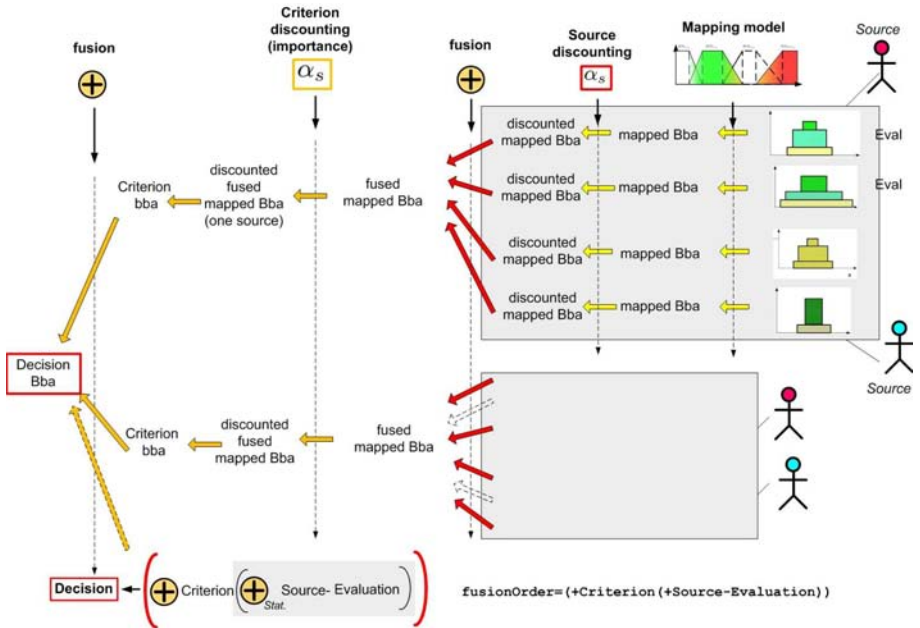 fusion
Criterion
discounting
(importance)
αs
fusion
Source
discounting
αs
Mapping model
Source
discounted
mapped Bba
mapped Bba
Eval
discounted
mapped Bba
mapped Bba
Eval
discounted
mapped Bba
mapped Bba
discounted
mapped Bba
mapped Bba
Criterion
bba
discounted
fused
mapped Bba
(one source)
fused
mapped Bba
Source
Decision
Bba
Criterion
bba
discounted
fused
mapped Bba
fused
mapped Bba
Decision
Criterion
Stat.
Source- Evaluation
fusionOrder=(+Criterion(+Source-Evaluation))